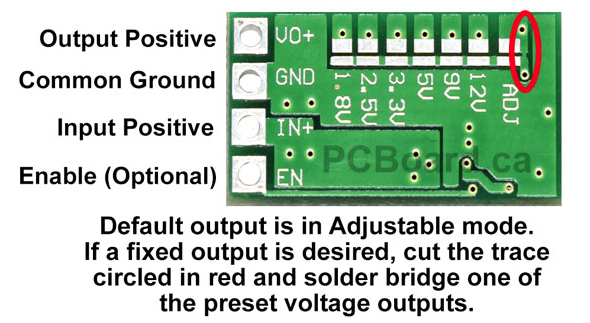 Output Positive
VO+
Common Ground
GND
Input Positive
IN+
Enable (Optional)
EN
1.8V
2.5V
3.3V
5V
9V
12V
ADJ
PCBoard.ca
Default output is in Adjustable mode.
If a fixed output is desired, cut the trace
circled in red and solder bridge one of
the preset voltage outputs.